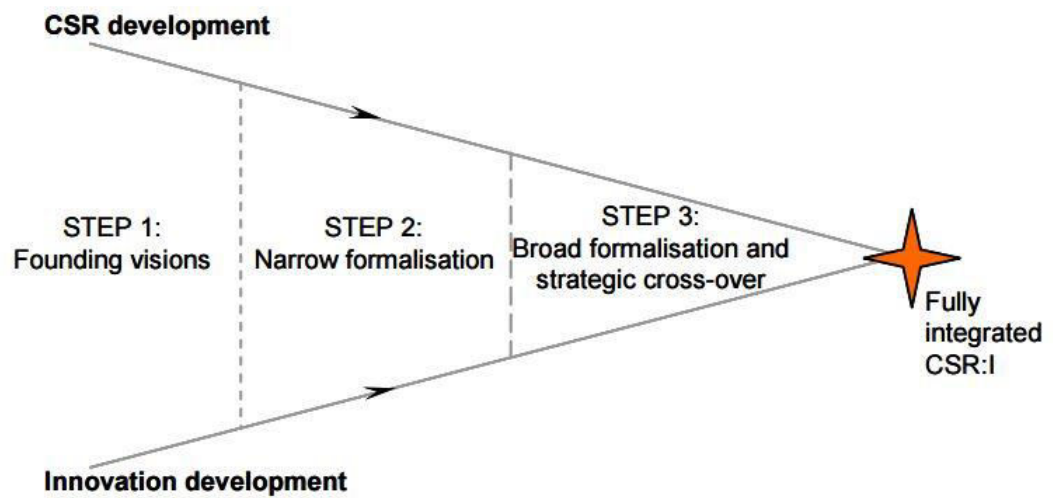 CSR development
STEP 1:
Founding visions
STEP 2:
Narrow formalisation
STEP 3:
Broad formalisation and
strategic cross-over
Fully
integrated
CSR:I
Innovation development